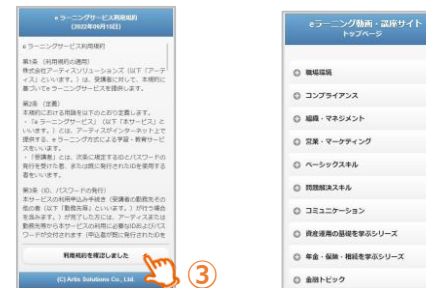 e ラーニングサービス利用規約
(2022年09月15日)
e ラーニングサービス利用規約
第1条 (利用規約の適用)
株式会社アーティスソリューションズ (以下「アーテ
ィス」といいます。) は、受講者に対して、本規約に
基づいてe ラーニングサービスを提供します。
第2条 (定義)
本規約における用語は以下のとおり定義します。
・「e ラーニングサービス」 (以下「本サービス」と
いいます。) とは、アーティスがインターネット上で
提供する、e ラーニング方式による学習・教育サービ
スをいいます。
・「受講者」とは、次条に規定するIDとパスワードの
発行を受けた者、または既に発行されたIDを使用する
者をいいます。
第3条 (ID、パスワードの発行)
本サービスの利用申込み手続き (受講者の勤務先その
他の者 (以下「勤務先等」といいます。) が行う場合
を含みます。) が完了した方には、アーティスまたは
勤務先等から本サービスの利用に必要なIDおよびパス
ワードが交付されます (申込者が既に発行されたIDを
利用規約を確認しました
(C) Artis Solutions Co., Ltd.
③
eラーニング動画・講座サイト
トップページ
職場環境
コンプライアンス
組織・マネジメント
営業・マーケティング
ベーシックスキル
問題解決スキル
コミュニケーション
資産運用の基礎を学ぶシリーズ
年金・保険・相続を学ぶシリーズ
金融トピック